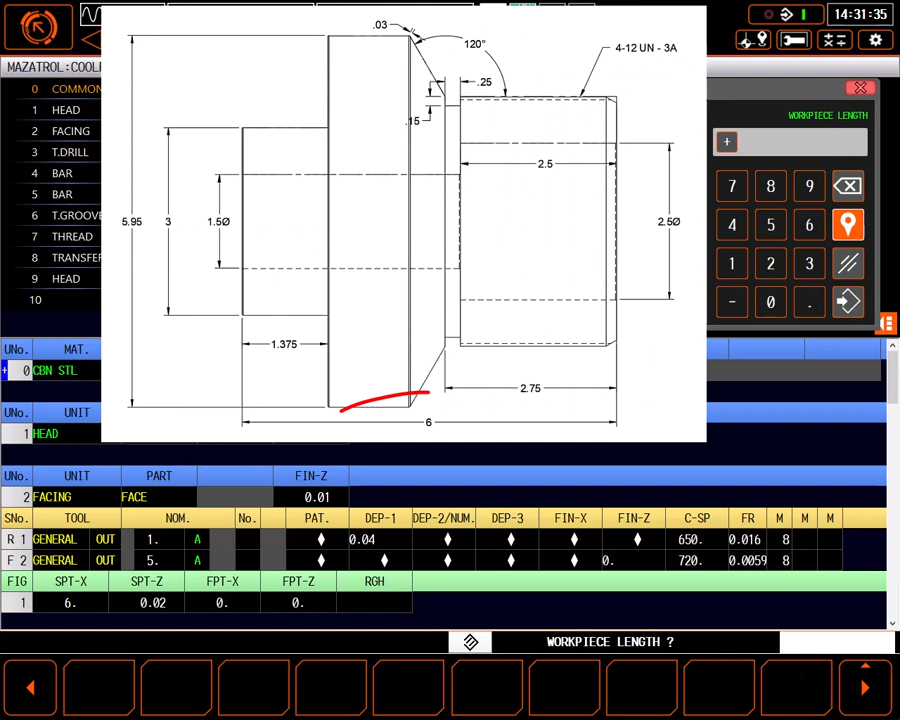 14:31:35
MAZATROL:COOL
0 COMMON
1 HEAD
2 FACING
3 T.DRILL
4 BAR
5 BAR
6 T.GROOVE
7 THREAD
8 TRANSFER
9 HEAD
10
.03
120°
4-12 UN - 3A
.25
.15
2.5
5.95
3
1.5Ø
2.5Ø
1.375
2.75
6
WORKPIECE LENGTH
+
7 8 9
4 5 6
1 2 3
- 0 .
UNo. MAT.
+ 0 CBN STL
UNo. UNIT
1 HEAD
UNo. UNIT PART FIN-Z
2 FACING FACE 0.01
SNo. TOOL NOM. No. PAT. DEP-1 DEP-2/NUM. DEP-3 FIN-X FIN-Z C-SP FR M M M
R 1 GENERAL OUT 1. A ♦ 0.04 ♦ ♦ ♦ ♦ 650. 0.016 8
F 2 GENERAL OUT 5. A ♦ ♦ ♦ ♦ ♦ 0. 720. 0.0059 8
FIG SPT-X SPT-Z FPT-X FPT-Z RGH
1 6. 0.02 0. 0.
WORKPIECE LENGTH ?